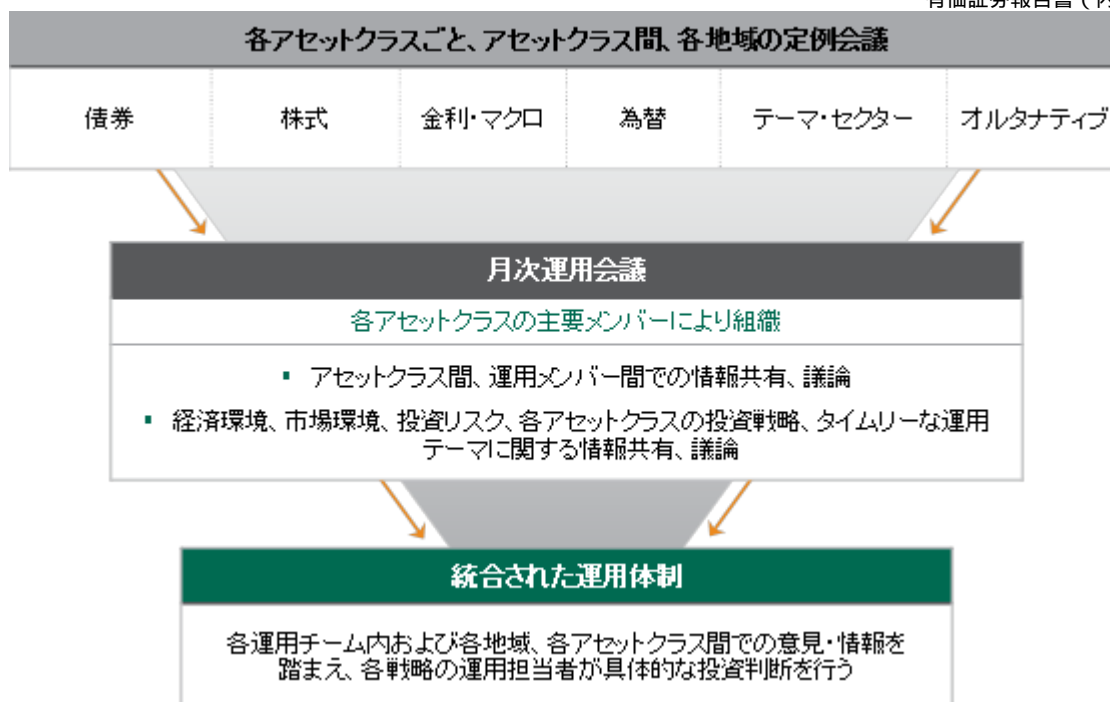 有価証券報告書(内
各アセットクラスごと、アセットクラス間、各地域の定例会議
債券 株式 金利・マクロ 為替 テーマ・セクター オルタナティブ
月次運用会議
各アセットクラスの主要メンバーにより組織
▪ アセットクラス間、運用メンバー間での情報共有、議論
▪ 経済環境、市場環境、投資リスク、各アセットクラスの投資戦略、タイムリーな運用
テーマに関する情報共有、議論
統合された運用体制
各運用チーム内および各地域、各アセットクラス間での意見・情報を
踏まえ、各戦略の運用担当者が具体的な投資判断を行う